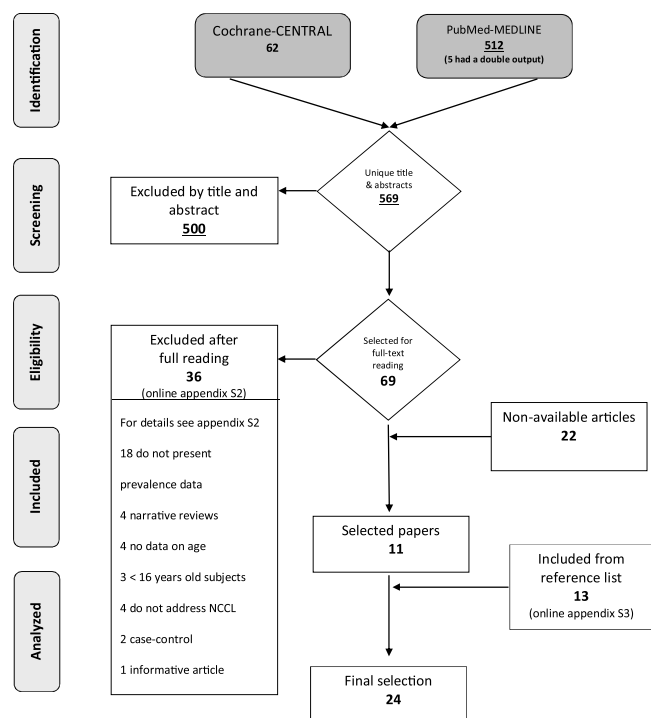 Identification
Cochrane-CENTRAL
62
PubMed-MEDLINE
512
(5 had a double output)
Screening
Unique title
& abstracts
569
Excluded by title and
abstract
500
Eligibility
Selected for
full-text
reading
69
Excluded after
full reading
36
(online appendix S2)
For details see appendix S2
18 do not present
prevalence data
4 narrative reviews
4 no data on age
3 < 16 years old subjects
4 do not address NCCL
2 case-control
1 informative article
Non-available articles
22
Included
Selected papers
11
Included from
reference list
13
(online appendix S3)
Analyzed
Final selection
24